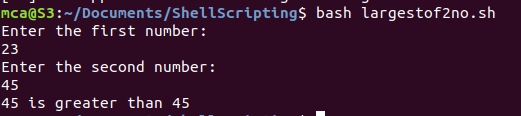 mca@S3:~/Documents/ShellScripting$ bash largestof2no.sh
Enter the first number:
23
Enter the second number:
45
45 is greater than 45